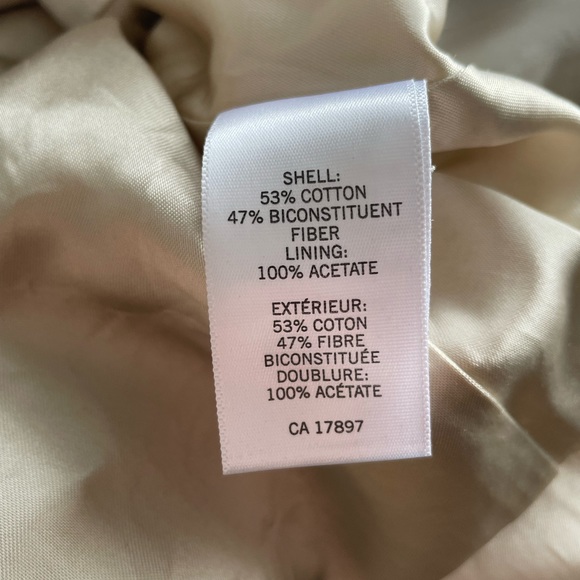 SHELL:
53% COTTON
47% BICONSTITUENT
FIBER
LINING:
100% ACETATE
EXTÉRIEUR:
53% COTON
47% FIBRE
BICONSTITUÉE
DOUBLURE:
100% ACÉTATE
CA 17897